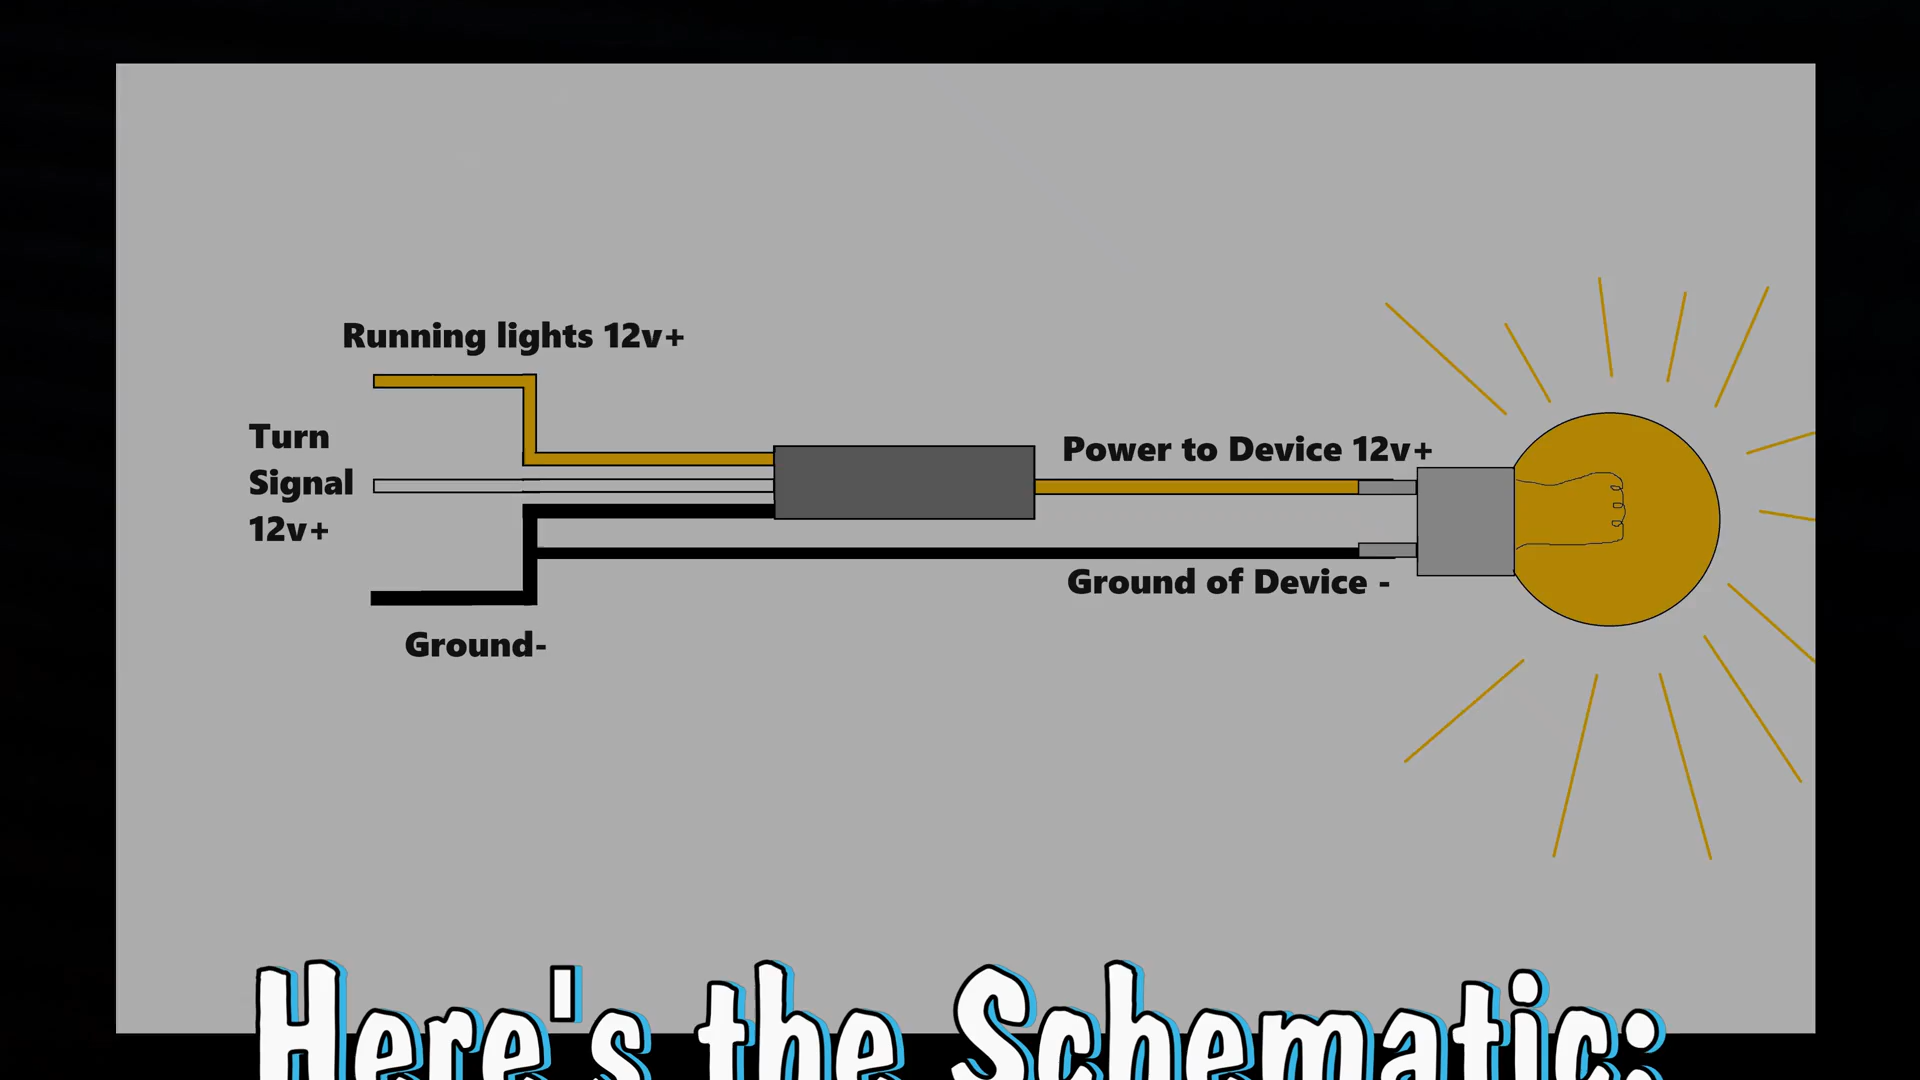 Running lights 12v+
Turn
Signal
12v+
Power to Device 12v+
Ground of Device -
Ground-
Here's the Schematic: